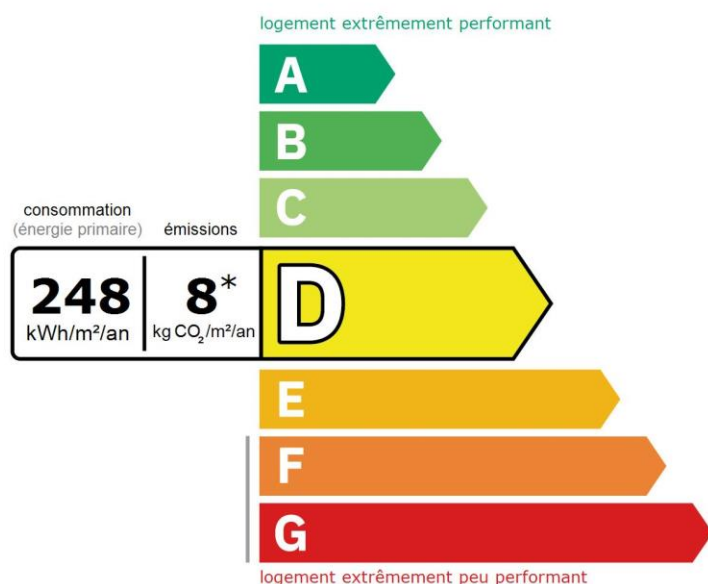 logement extrêmement performant
A
B
C
consommation
(énergie primaire)
émissions
248
kWh/m²/an
8*
kg CO₂/m²/an
D
E
F
G
logement extrêmement peu performant